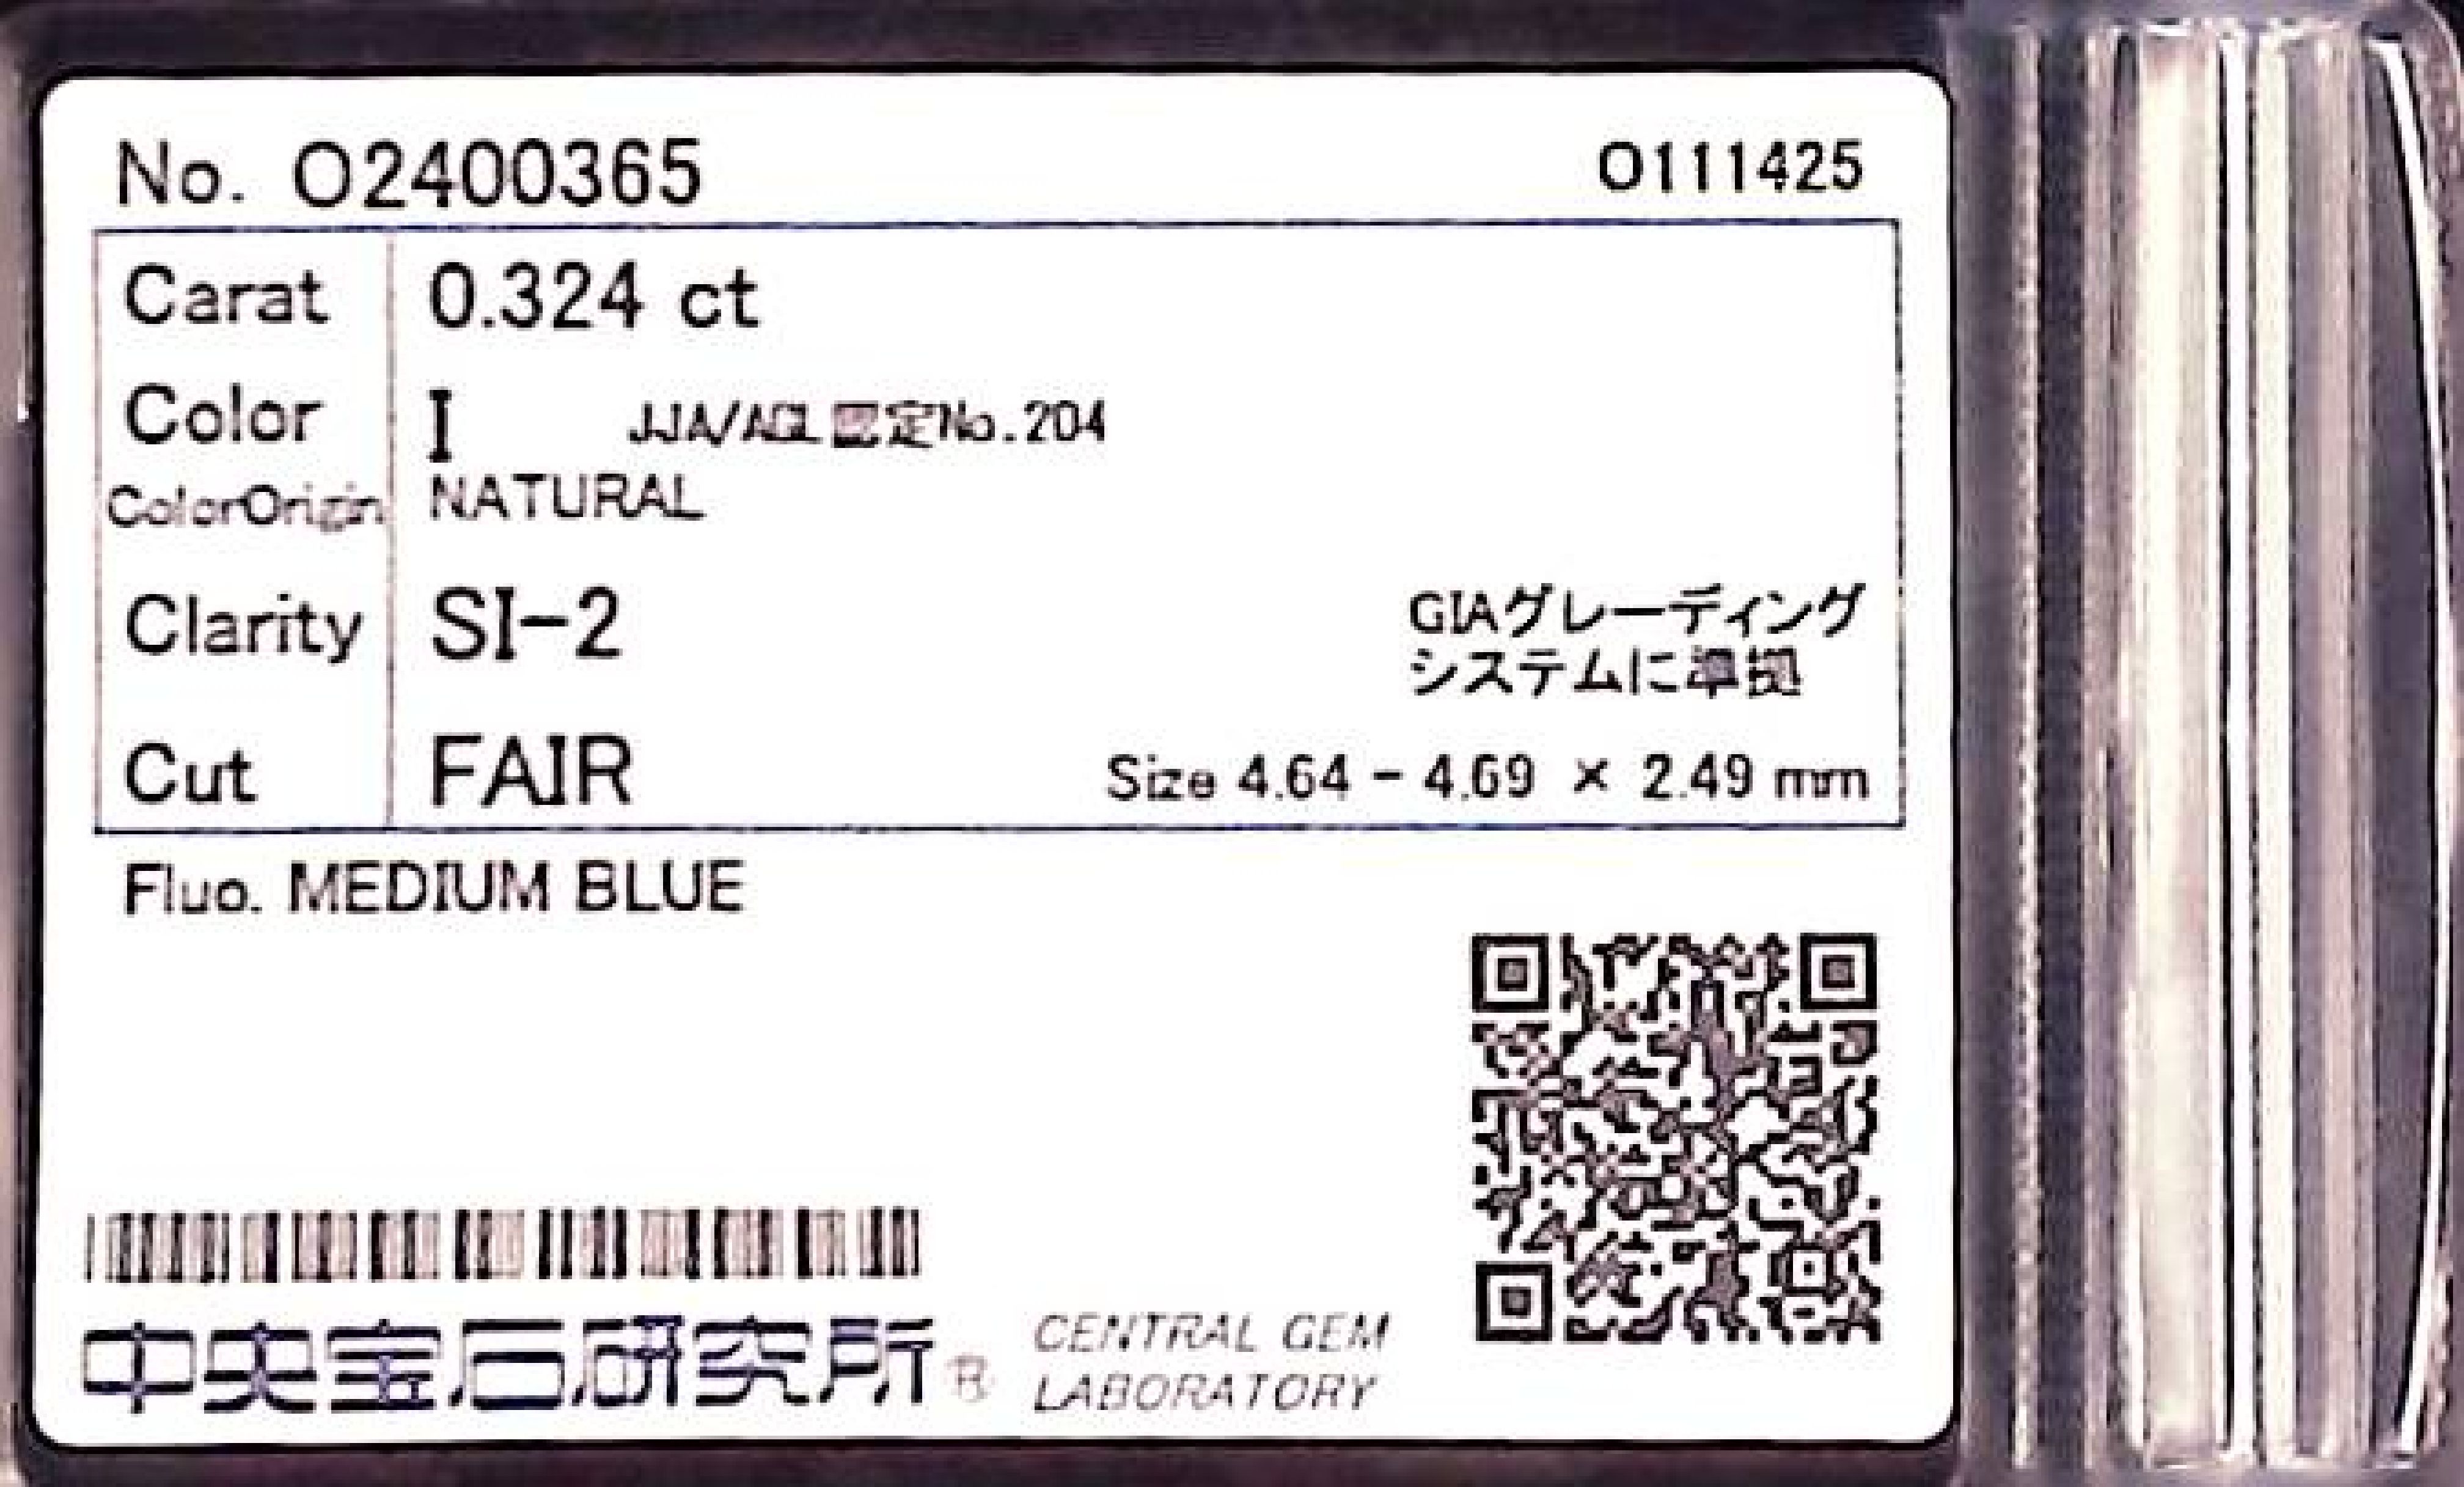 No. O2400365 O111425
Carat 0.324 ct
Color I JJA/AGL認定No.204
ColorOrigin NATURAL
Clarity SI-2
GIAグレーディング
システムに準拠
Cut FAIR Size 4.64 - 4.69 × 2.49 mm
Fluo. MEDIUM BLUE
中央宝石研究所® CENTRAL GEM
LABORATORY